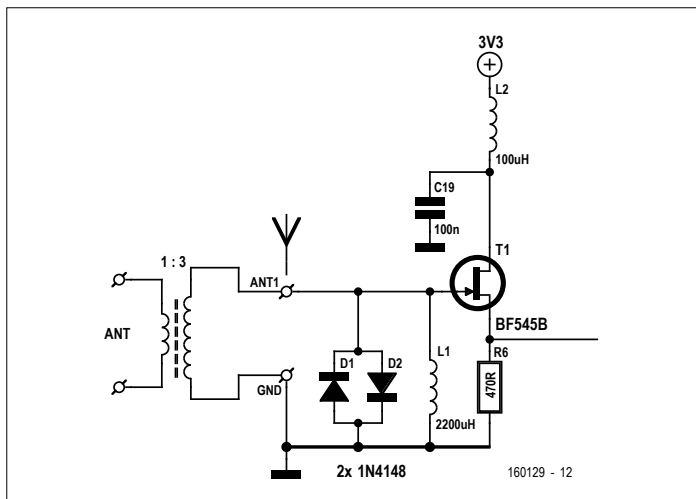 3V3
L2
100uH
C19
100n
T1
1 : 3
ANT1
BF545B
ANT
R6
D1
D2
L1
470R
GND
2200uH
2x 1N4148
160129 - 12